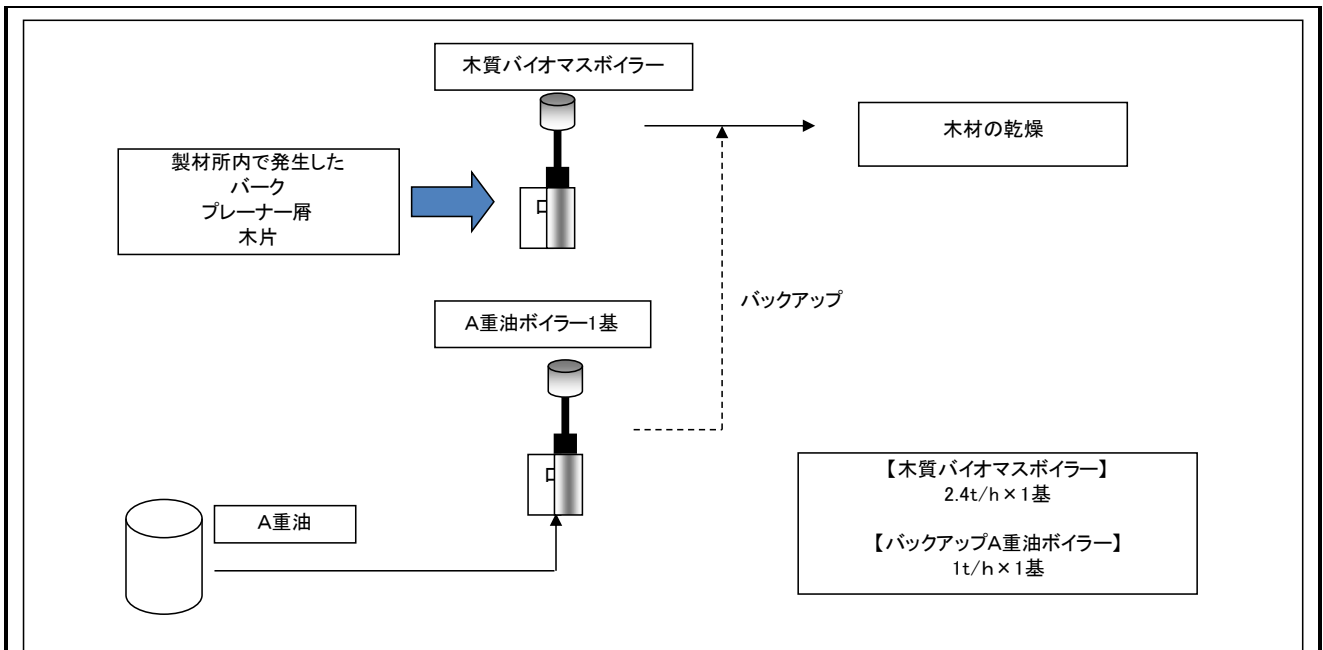 木質バイオマスボイラー
木材の乾燥
製材所内で発生した
バーク
プレーナー屑
木片
バックアップ
A重油ボイラー1基
A重油
【木質バイオマスボイラー】
2.4t/h×1基
【バックアップA重油ボイラー】
1t/h×1基